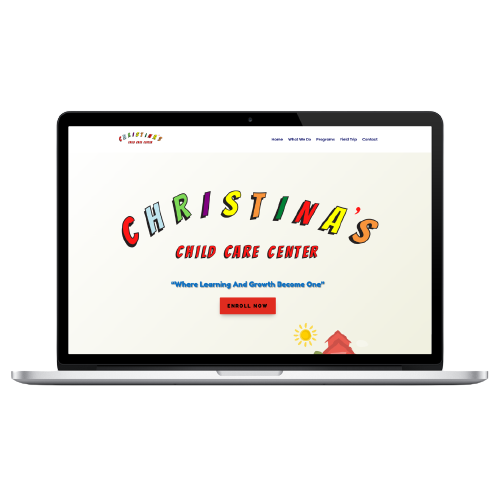 CHRISTINA'S
CHILD CARE CENTER
Home What We Do Programs Field Trip Contact
CHRISTINA'S
CHILD CARE CENTER
"Where Learning And Growth Become One"
ENROLL NOW